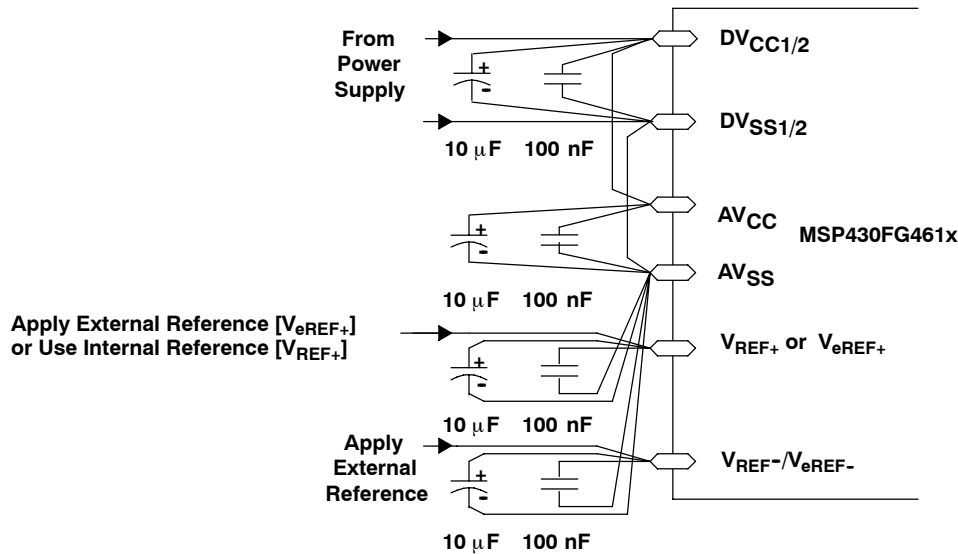 From
Power
Supply
+
-
DVCC1/2
DVSS1/2
10 μF 100 nF
+
-
AVCC
MSP430FG461x
AVSS
10 μF 100 nF
Apply External Reference [VeREF+]
or Use Internal Reference [VREF+]
+
-
VREF+ or VeREF+
10 μF 100 nF
Apply
External
Reference
+
-
VREF-/VeREF-
10 μF 100 nF